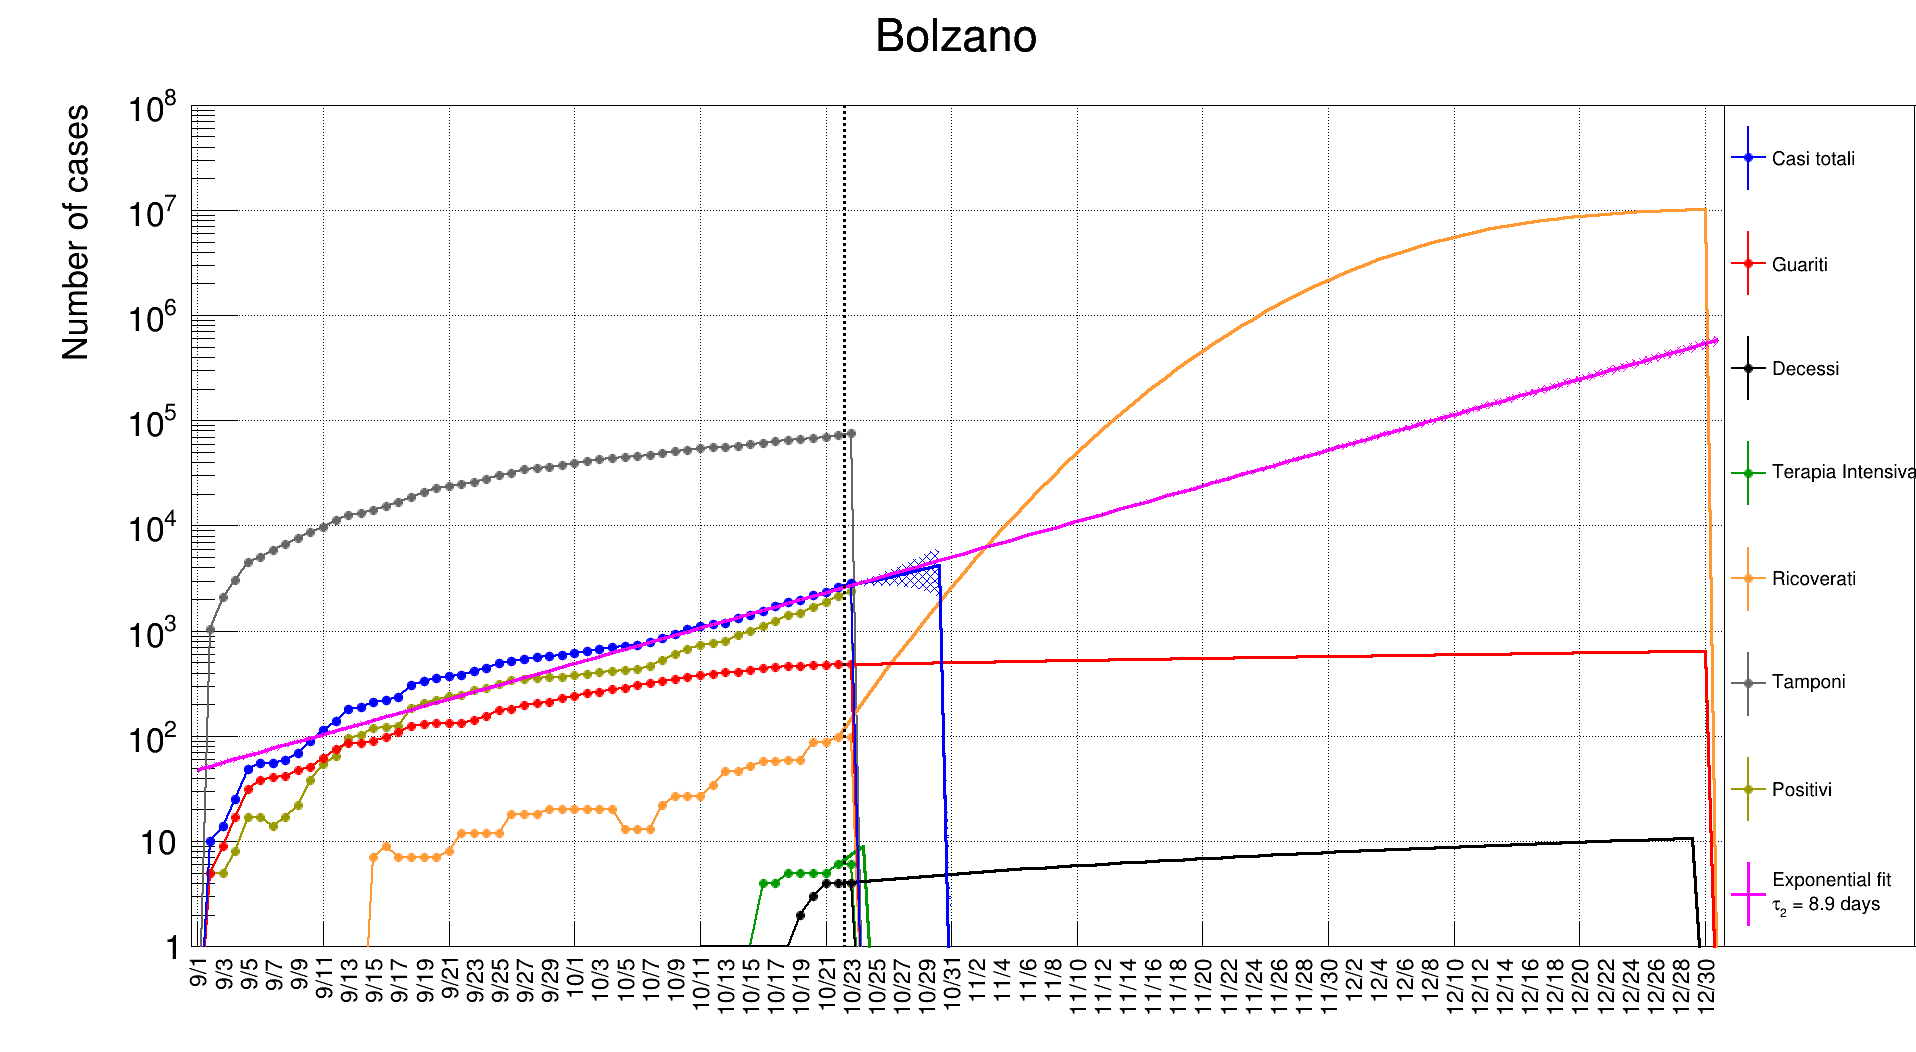 Bolzano
Number of cases
10^8
10^7
10^6
10^5
10^4
10^3
10^2
10
1
9/1 9/3 9/5 9/7 9/9 9/11 9/13 9/15 9/17 9/19 9/21 9/23 9/25 9/27 9/29 10/1 10/3 10/5 10/7 10/9 10/11 10/13 10/15 10/17 10/19 10/21 10/23 10/25 10/27 10/29 10/31 11/2 11/4 11/6 11/8 11/10 11/12 11/14 11/16 11/18 11/20 11/22 11/24 11/26 11/28 11/30 12/2 12/4 12/6 12/8 12/10 12/12 12/14 12/16 12/18 12/20 12/22 12/24 12/26 12/28 12/30
Casi totali
Guariti
Decessi
Terapia Intensiva
Ricoverati
Tamponi
Positivi
Exponential fit
τ₂ = 8.9 days